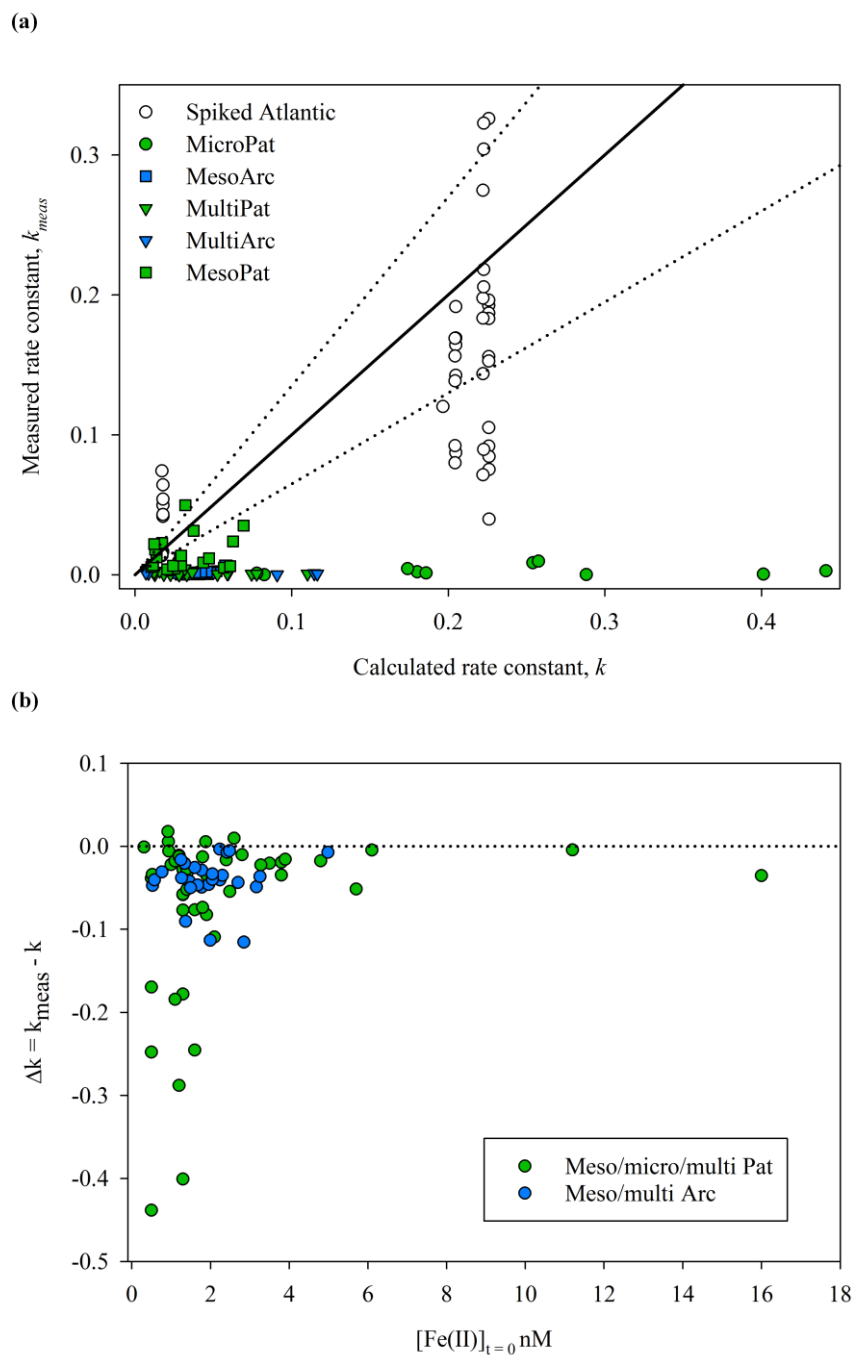 (a)
Spiked Atlantic
MicroPat
MesoArc
MultiPat
MultiArc
MesoPat
Measured rate constant, k_meas
0.3
0.2
0.1
0.0
0.0 0.1 0.2 0.3 0.4
Calculated rate constant, k
(b)
Δk = k_meas - k
0.1
0.0
-0.1
-0.2
-0.3
-0.4
-0.5
Meso/micro/multi Pat
Meso/multi Arc
0 2 4 6 8 10 12 14 16 18
[Fe(II)]_t = 0 nM